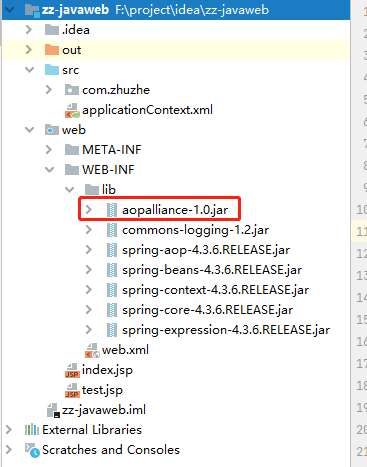 zz-javaweb F:\project\idea\zz-javaweb
.idea
out
src
com.zhuzhe
applicationContext.xml
web
META-INF
WEB-INF
lib
aopalliance-1.0.jar
commons-logging-1.2.jar
spring-aop-4.3.6.RELEASE.jar
spring-beans-4.3.6.RELEASE.jar
spring-context-4.3.6.RELEASE.jar
spring-core-4.3.6.RELEASE.jar
spring-expression-4.3.6.RELEASE.jar
web.xml
index.jsp
test.jsp
zz-javaweb.iml
External Libraries
Scratches and Consoles